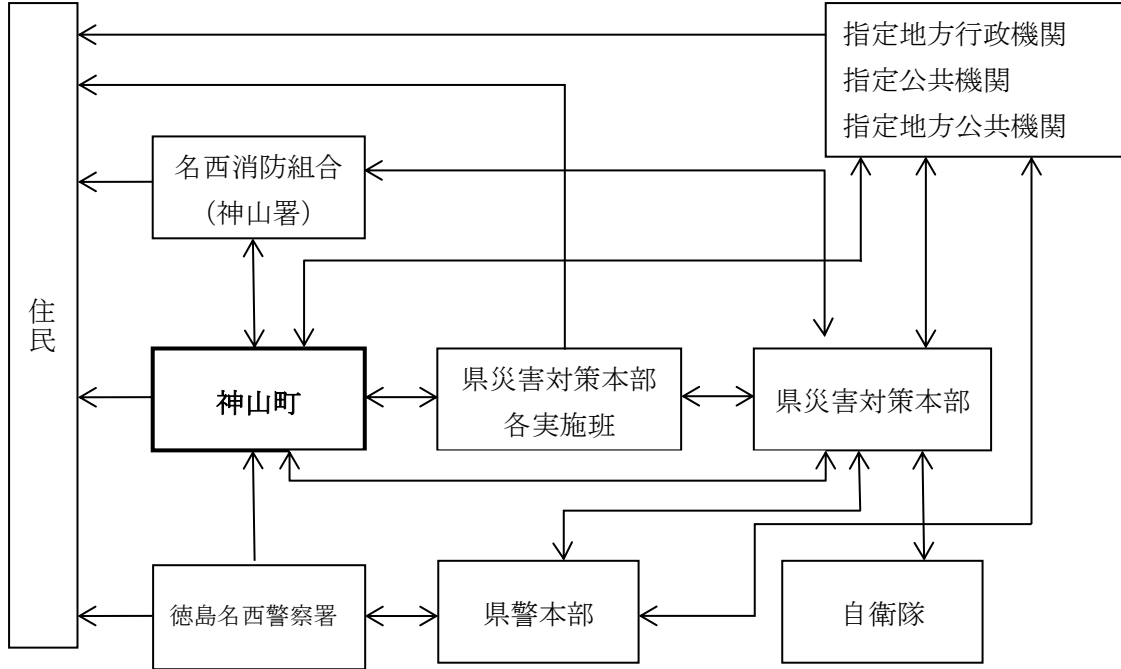 指定地方行政機関
指定公共機関
指定地方公共機関
名西消防組合
(神山署)
住民
神山町
県災害対策本部
各実施班
県災害対策本部
徳島名西警察署
県警本部
自衛隊